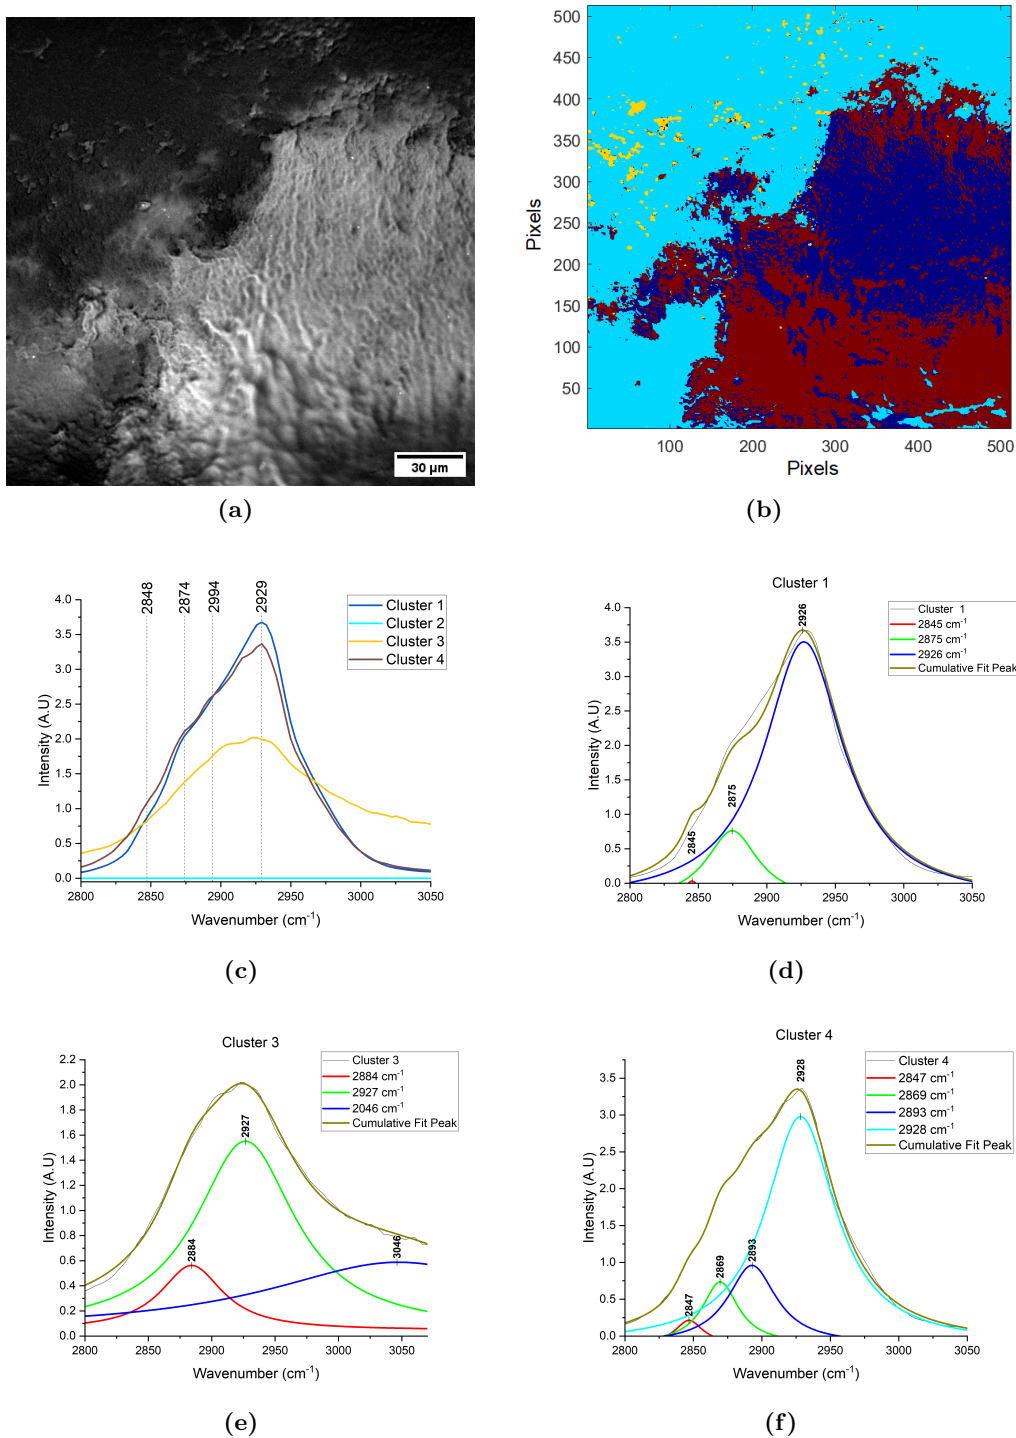 30 µm
(a)
500
450
400
350
300
250
200
150
100
50
100 200 300 400 500
Pixels
Pixels
(b)
2848 2874 2994 2929
Cluster 1
Cluster 2
Cluster 3
Cluster 4
4.0
3.5
3.0
2.5
2.0
1.5
1.0
0.5
0.0
2800 2850 2900 2950 3000 3050
Intensity (A.U)
Wavenumber (cm⁻¹)
(c)
Cluster 1
2926
Cluster 1
2845 cm⁻¹
2875 cm⁻¹
2926 cm⁻¹
Cumulative Fit Peak
2875
2845
4.0
3.5
3.0
2.5
2.0
1.5
1.0
0.5
0.0
2800 2850 2900 2950 3000 3050
Intensity (A.U)
Wavenumber (cm⁻¹)
(d)
Cluster 3
Cluster 3
2884 cm⁻¹
2927 cm⁻¹
2046 cm⁻¹
Cumulative Fit Peak
2927
2884
3046
2.2
2.0
1.8
1.6
1.4
1.2
1.0
0.8
0.6
0.4
0.2
0.0
2800 2850 2900 2950 3000 3050
Intensity (A.U)
Wavenumber (cm⁻¹)
(e)
Cluster 4
2928
Cluster 4
2847 cm⁻¹
2869 cm⁻¹
2893 cm⁻¹
2928 cm⁻¹
Cumulative Fit Peak
2893
2869
2847
3.5
3.0
2.5
2.0
1.5
1.0
0.5
0.0
2800 2850 2900 2950 3000 3050
Intensity (A.U)
Wavenumber (cm⁻¹)
(f)